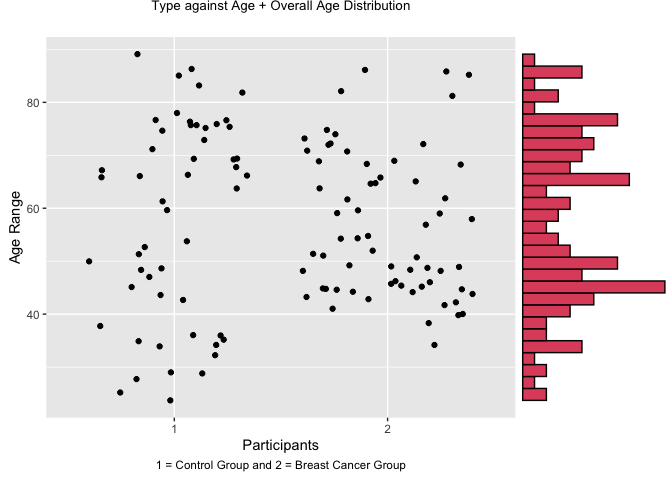 Type against Age + Overall Age Distribution
Age Range
80
60
40
1
2
Participants
1 = Control Group and 2 = Breast Cancer Group